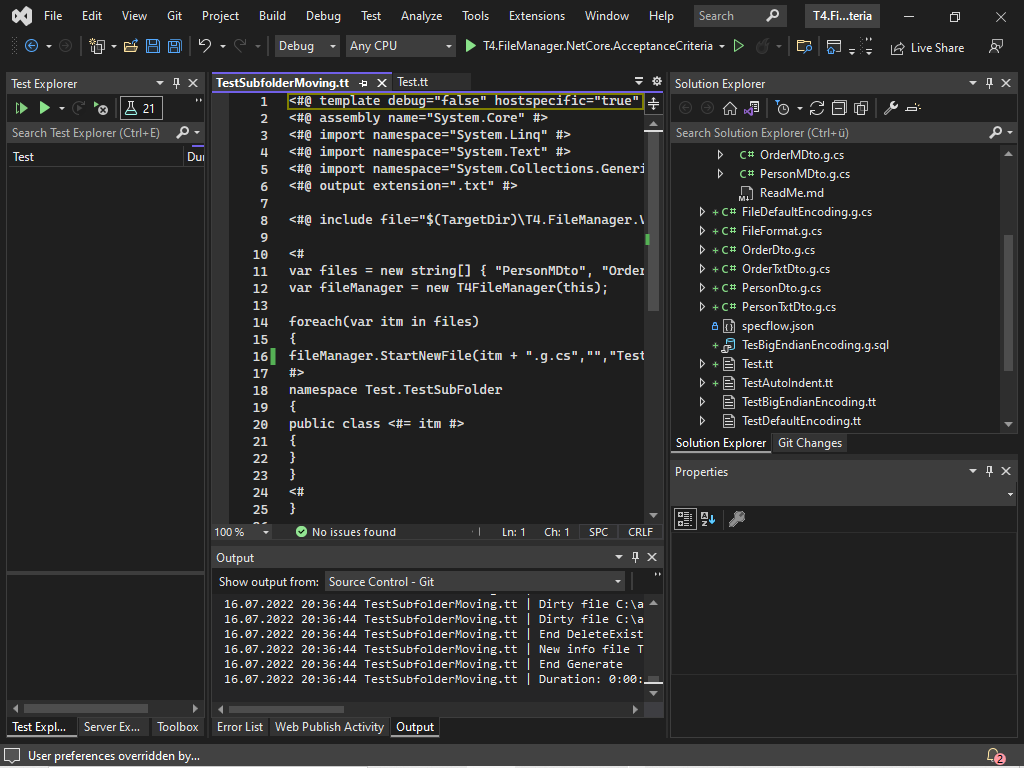 File Edit View Git Project Build Debug Test Analyze Tools Extensions Window Help Search T4.Fi...teria
Debug Any CPU T4.FileManager.NetCore.AcceptanceCriteria Live Share
Test Explorer
21
Search Test Explorer (Ctrl+E)
Test Du
Test Expl... Server Ex... Toolbox
TestSubfolderMoving.tt Test.tt
1 <#@ template debug="false" hostspecific="true"
2 <#@ assembly name="System.Core" #>
3 <#@ import namespace="System.Linq" #>
4 <#@ import namespace="System.Text" #>
5 <#@ import namespace="System.Collections.Generi
6 <#@ output extension=".txt" #>
7
8 <#@ include file="$(TargetDir)\T4.FileManager.V
9
10 <#
11 var files = new string[] { "PersonMDto", "Order
12 var fileManager = new T4FileManager(this);
13
14 foreach(var itm in files)
15 {
16 fileManager.StartNewFile(itm + ".g.cs","","Test
17 #>
18 namespace Test.TestSubFolder
19 {
20 public class <#= itm #>
21 {
22 }
23 }
24 <#
25 }
100 % No issues found Ln: 1 Ch: 1 SPC CRLF
Output
Show output from: Source Control - Git
16.07.2022 20:36:44 TestSubfolderMoving.tt | Dirty file C:\a
16.07.2022 20:36:44 TestSubfolderMoving.tt | Dirty file C:\a
16.07.2022 20:36:44 TestSubfolderMoving.tt | End DeleteExist
16.07.2022 20:36:44 TestSubfolderMoving.tt | New info file T
16.07.2022 20:36:44 TestSubfolderMoving.tt | End Generate
16.07.2022 20:36:44 TestSubfolderMoving.tt | Duration: 0:00:
Error List Web Publish Activity Output
Solution Explorer
Search Solution Explorer (Ctrl+ü)
C# OrderMDto.g.cs
C# PersonMDto.g.cs
M↓ ReadMe.md
+ C# FileDefaultEncoding.g.cs
+ C# FileFormat.g.cs
+ C# OrderDto.g.cs
+ C# OrderTxtDto.g.cs
+ C# PersonDto.g.cs
+ C# PersonTxtDto.g.cs
specflow.json
+ TesBigEndianEncoding.g.sql
+ Test.tt
+ TestAutoIndent.tt
TestBigEndianEncoding.tt
TestDefaultEncoding.tt
Solution Explorer Git Changes
Properties
User preferences overridden by... 2